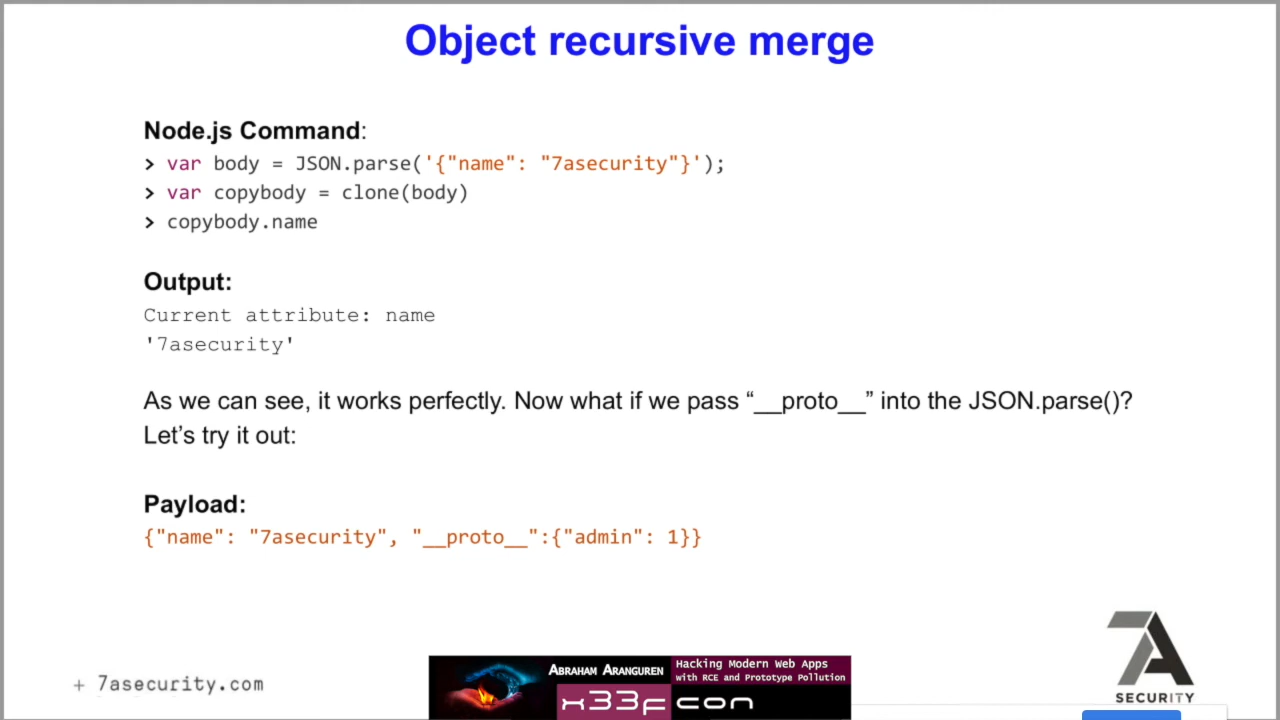 Object recursive merge
Node.js Command:
> var body = JSON.parse('{"name": "7asecurity"}');
> var copybody = clone(body)
> copybody.name
Output:
Current attribute: name
'7asecurity'
As we can see, it works perfectly. Now what if we pass “__proto__” into the JSON.parse()?
Let’s try it out:
Payload:
{"name": "7asecurity", "__proto__":{"admin": 1}}
+ 7asecurity.com
ABRAHAM ARANGUREN
Hacking Modern Web Apps
with RCE and Prototype Pollution
x33fcon
7A
SECURITY